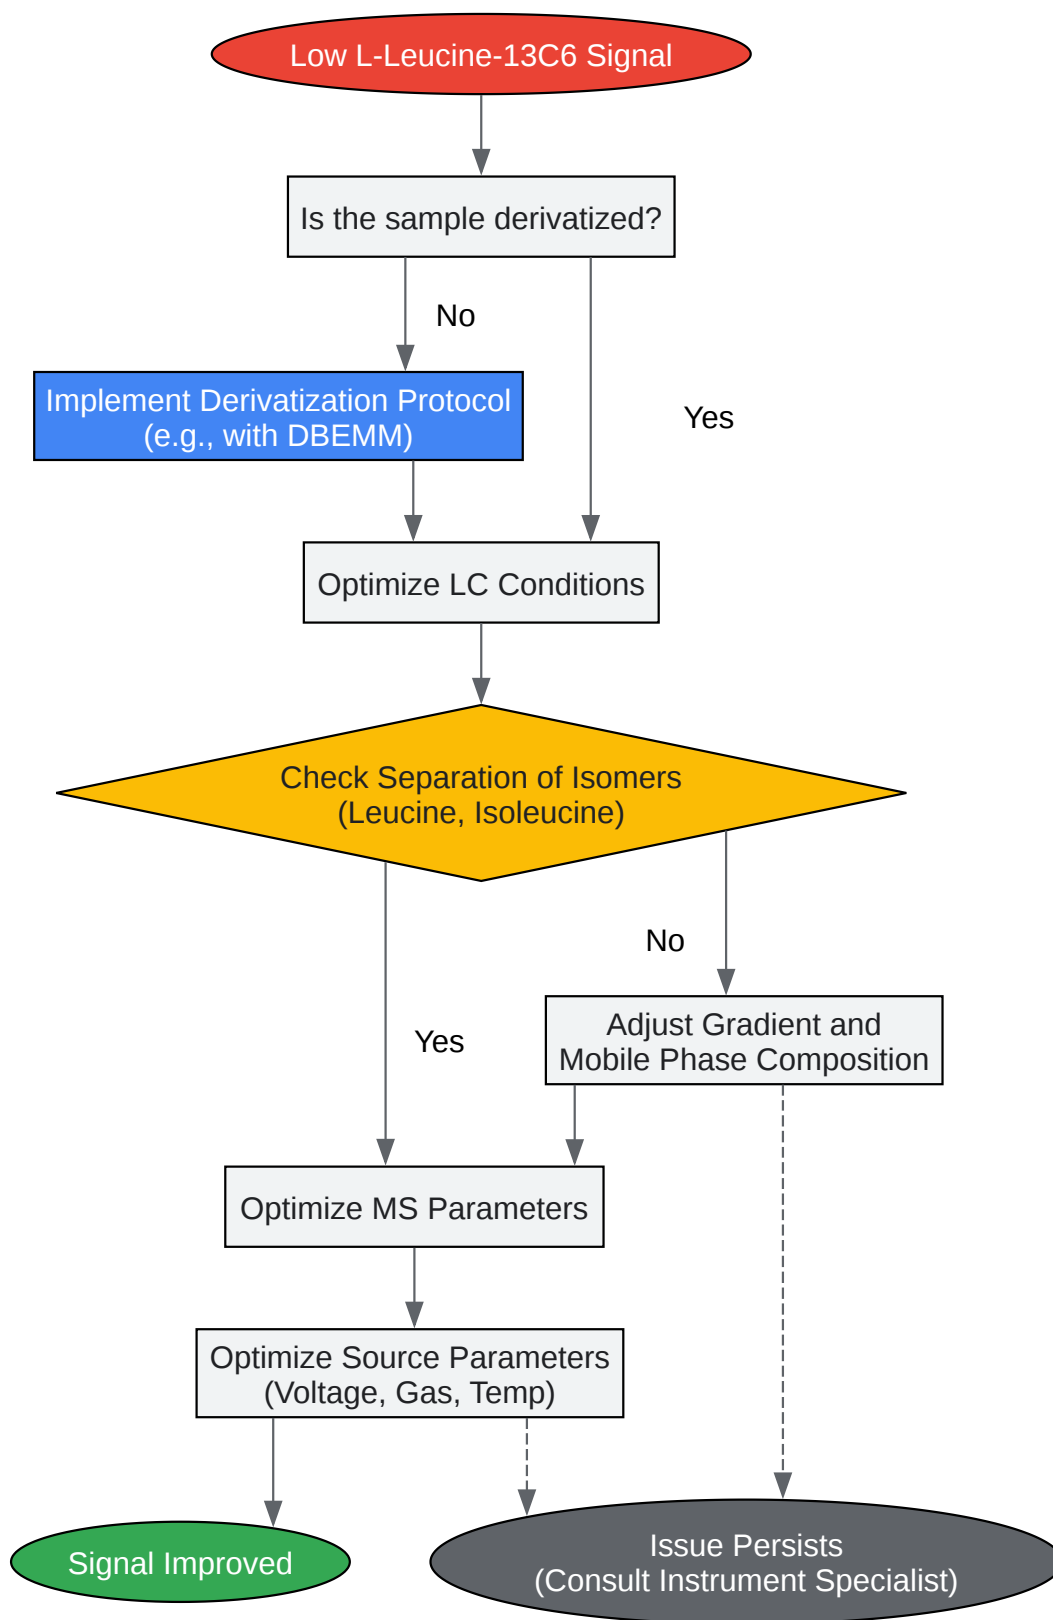 Low L-Leucine-13C6 Signal
Is the sample derivatized?
No
Implement Derivatization Protocol
(e.g., with DBEMM)
Yes
Optimize LC Conditions
Check Separation of Isomers
(Leucine, Isoleucine)
No
Adjust Gradient and
Mobile Phase Composition
Yes
Optimize MS Parameters
Optimize Source Parameters
(Voltage, Gas, Temp)
Signal Improved
Issue Persists
(Consult Instrument Specialist)